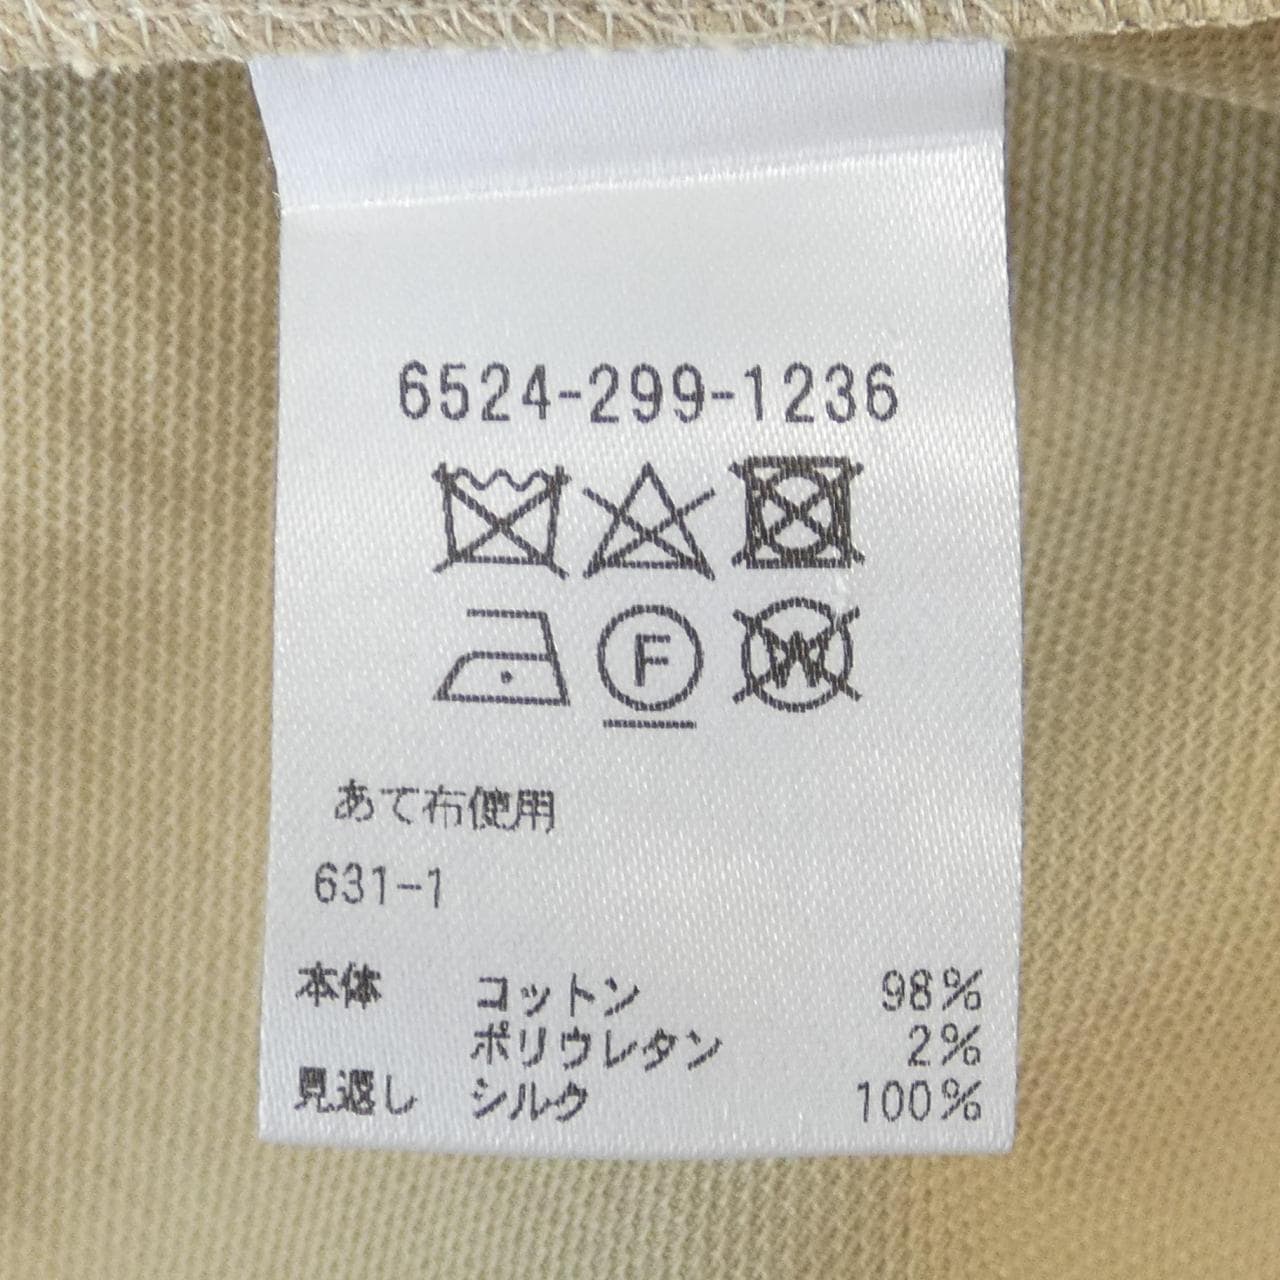 6524-299-1236
F W
あて布使用
631-1
本体 コットン 98%
ポリウレタン 2%
見返し シルク 100%